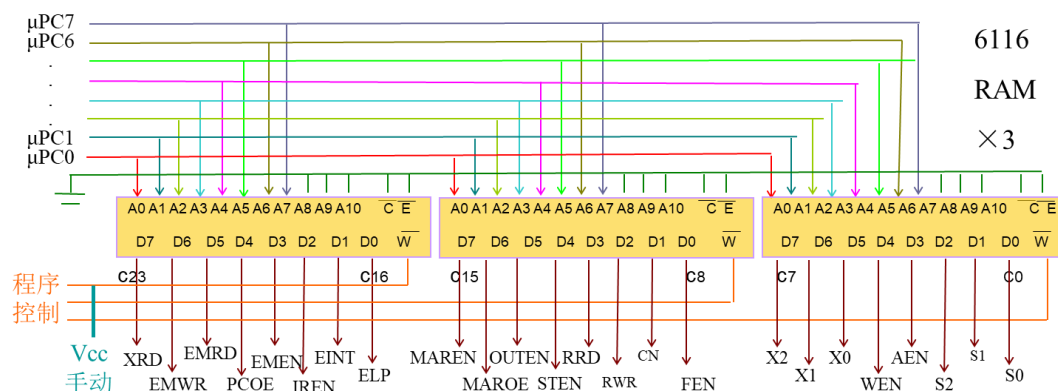 μPC7
μPC6
.
.
.
.
μPC1
μPC0
6116
RAM
×3
A0 A1 A2 A3 A4 A5 A6 A7 A8 A9 A10 C E
D7 D6 D5 D4 D3 D2 D1 D0 W
A0 A1 A2 A3 A4 A5 A6 A7 A8 A9 A10 C E
D7 D6 D5 D4 D3 D2 D1 D0 W
A0 A1 A2 A3 A4 A5 A6 A7 A8 A9 A10 C E
D7 D6 D5 D4 D3 D2 D1 D0 W
C23 C16 C15 C8 C7 C0
程序
控制
Vcc
手动
XRD EMWR EMRD PCOE EMEN IREN EINT ELP
MAREN MAROE OUTEN STEN RRD RWR CN FEN
X2 X1 X0 WEN AEN S2 S1 S0